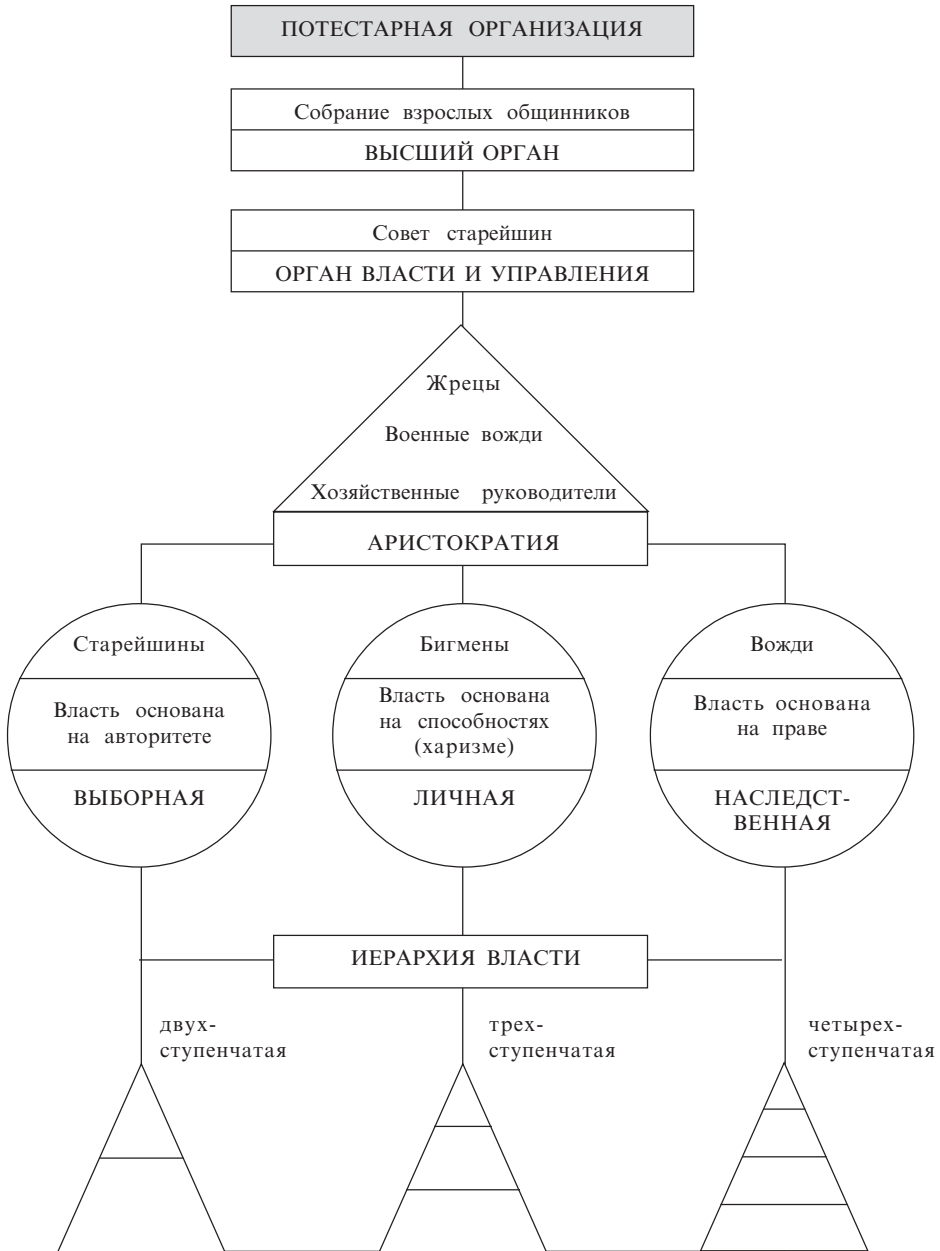 ПОТЕСТАРНАЯ ОРГАНИЗАЦИЯ
Собрание взрослых общинников
ВЫСШИЙ ОРГАН
Совет старейшин
ОРГАН ВЛАСТИ И УПРАВЛЕНИЯ
Жрецы
Военные вожди
Хозяйственные руководители
АРИСТОКРАТИЯ
Старейшины
Власть основана
на авторитете
ВЫБОРНАЯ
Бигмены
Власть основана
на способностях
(харизме)
ЛИЧНАЯ
Вожди
Власть основана
на праве
НАСЛЕДСТ-
ВЕННАЯ
ИЕРАРХИЯ ВЛАСТИ
двух-
ступенчатая
трех-
ступенчатая
четырех-
ступенчатая